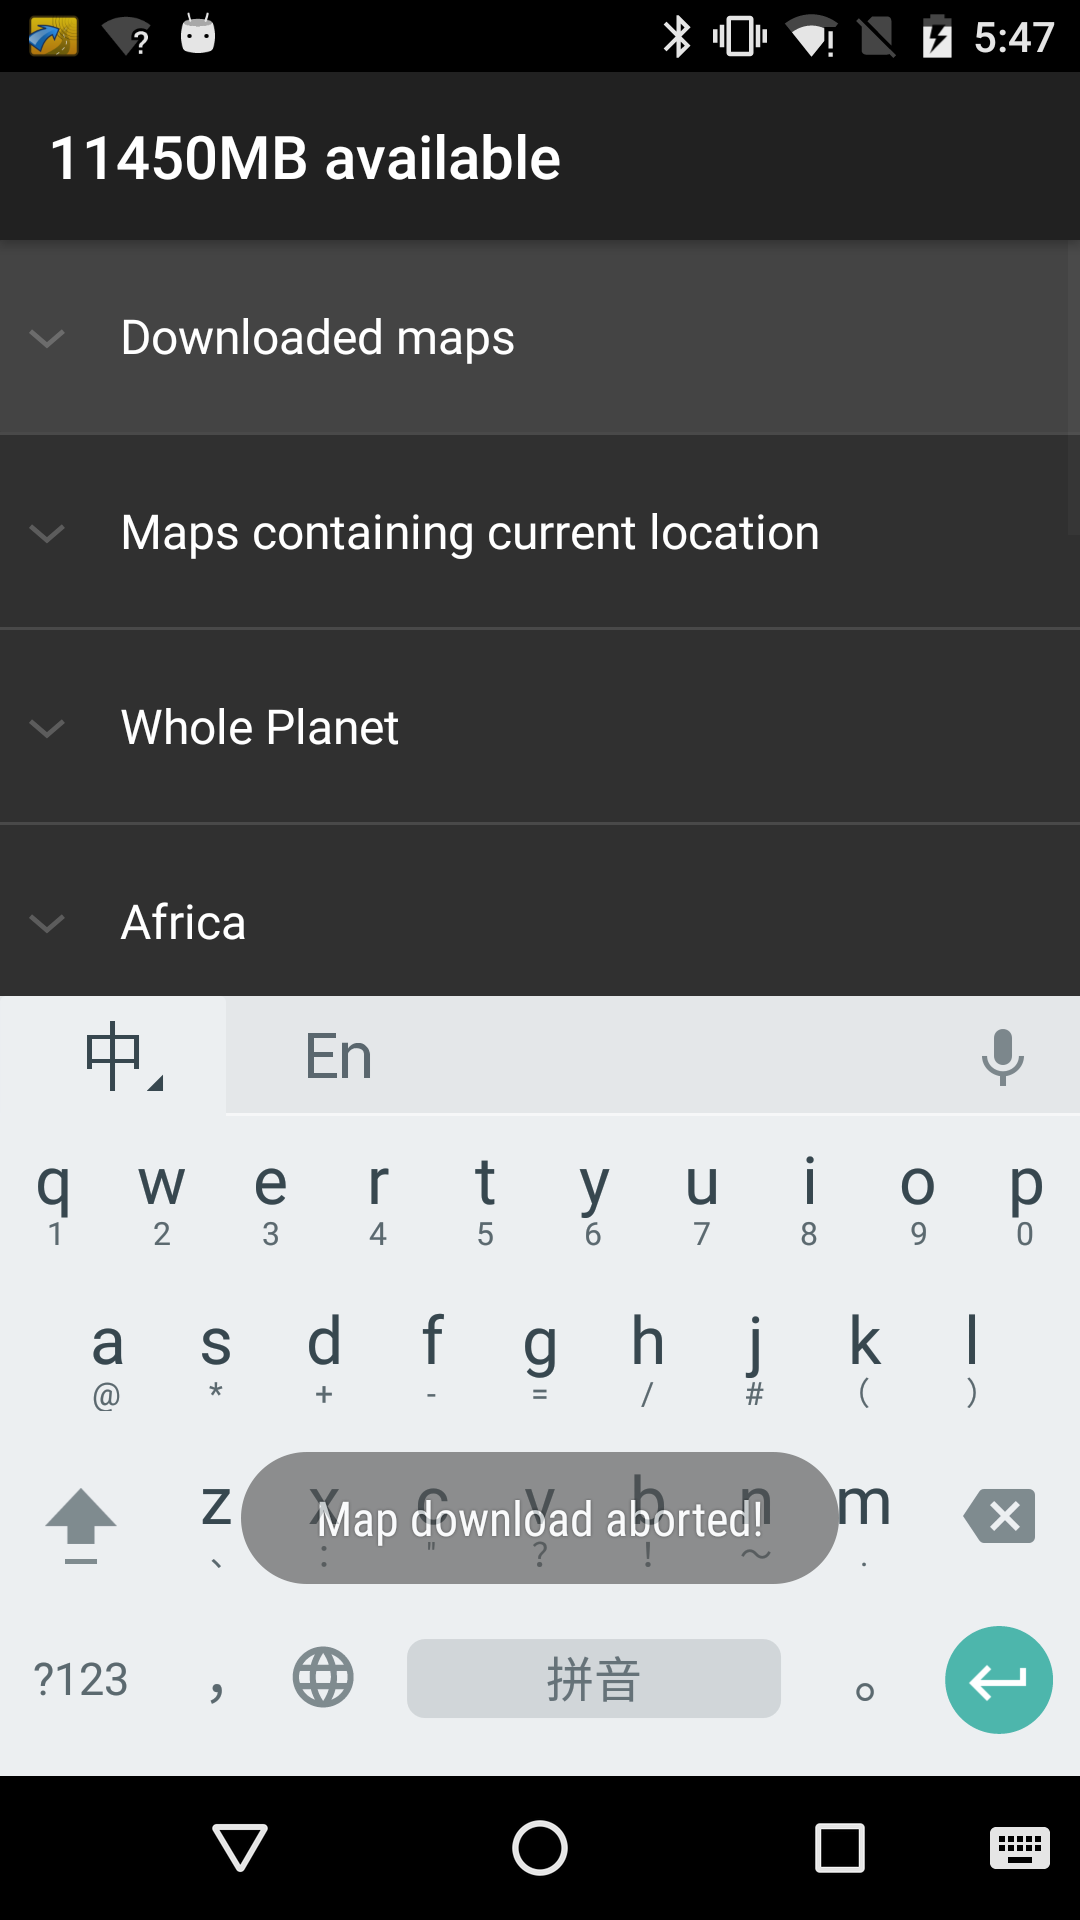 5:47
11450MB available
Downloaded maps
Maps containing current location
Whole Planet
Africa
中 En
q w e r t y u i o p
1 2 3 4 5 6 7 8 9 0
a s d f g h j k l
@ * + - = / # ( )
z x c v b n m
Map download aborted!
、 : " ? ! ～ .
?123 , 拼音 。